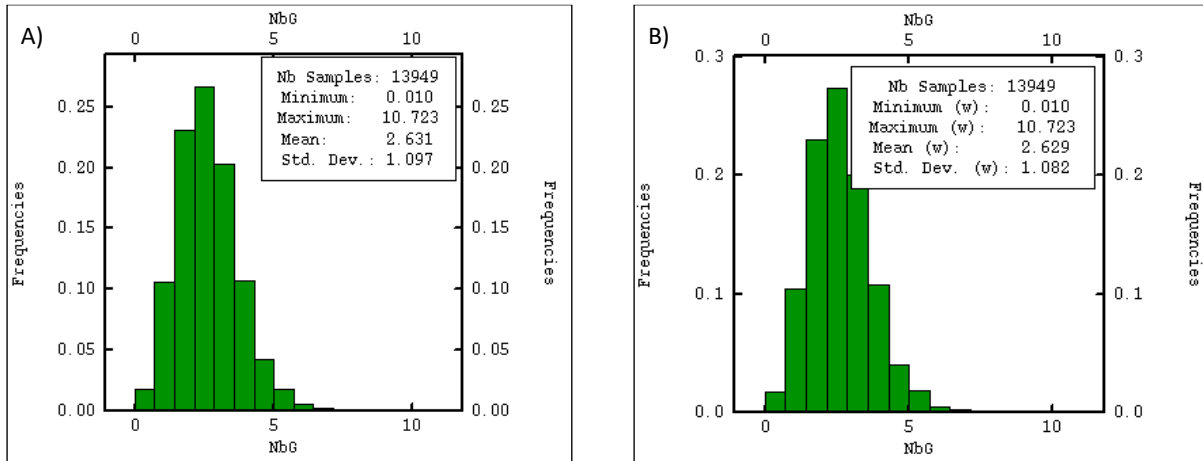 A)
NbG
0 5 10
Nb Samples: 13949
Minimum: 0.010
Maximum: 10.723
Mean: 2.631
Std. Dev.: 1.097
Frequencies
0.25 0.25
0.20 0.20
0.15 0.15
0.10 0.10
0.05 0.05
0.00 0.00
Frequencies
0 5 10
NbG
B)
NbG
0 5 10
Nb Samples: 13949
Minimum (w): 0.010
Maximum (w): 10.723
Mean (w): 2.629
Std. Dev. (w): 1.082
Frequencies
0.3 0.3
0.2 0.2
0.1 0.1
0.0 0.0
Frequencies
0 5 10
NbG